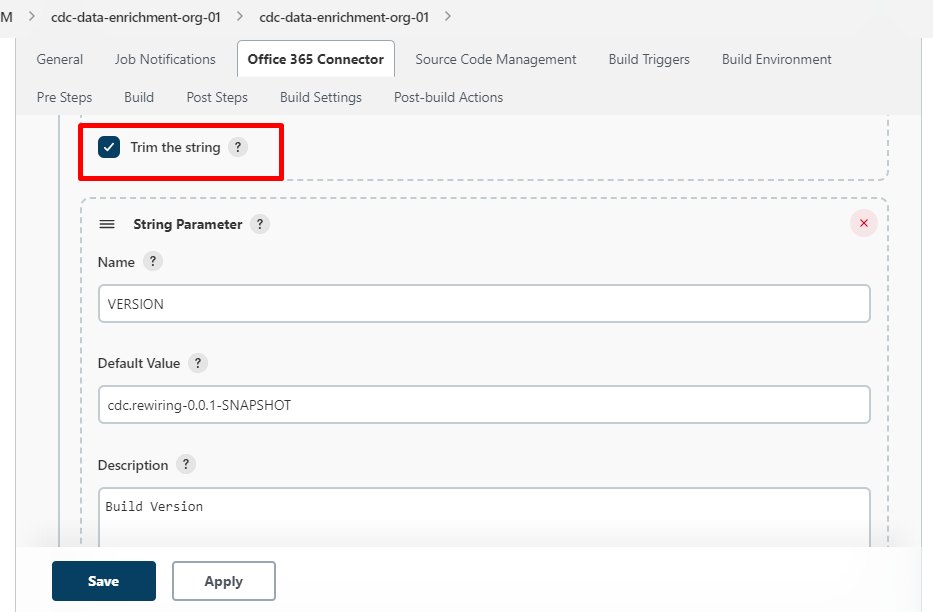 M > cdc-data-enrichment-org-01 > cdc-data-enrichment-org-01 >
General Job Notifications Office 365 Connector Source Code Management Build Triggers Build Environment
Pre Steps Build Post Steps Build Settings Post-build Actions
Trim the string ?
String Parameter ?
Name ?
VERSION
Default Value ?
cdc.rewiring-0.0.1-SNAPSHOT
Description ?
Build Version
Save Apply